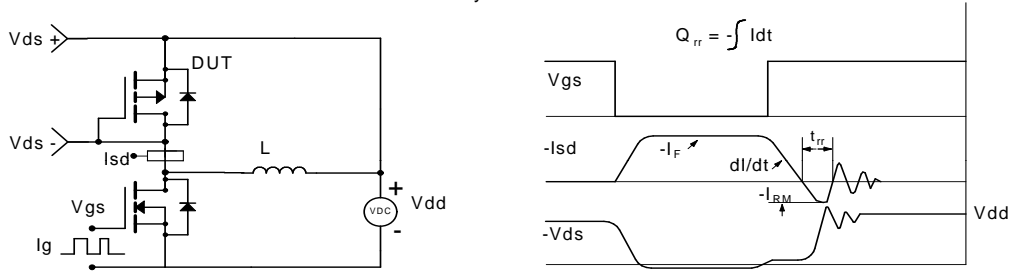 Vds +
DUT
Vds -
Isd
L
Vgs
Ig
+
VDC
-
Vdd
Q rr = -∫ Idt
Vgs
-Isd
-I F
dI/dt
t rr
-I RM
Vdd
-Vds